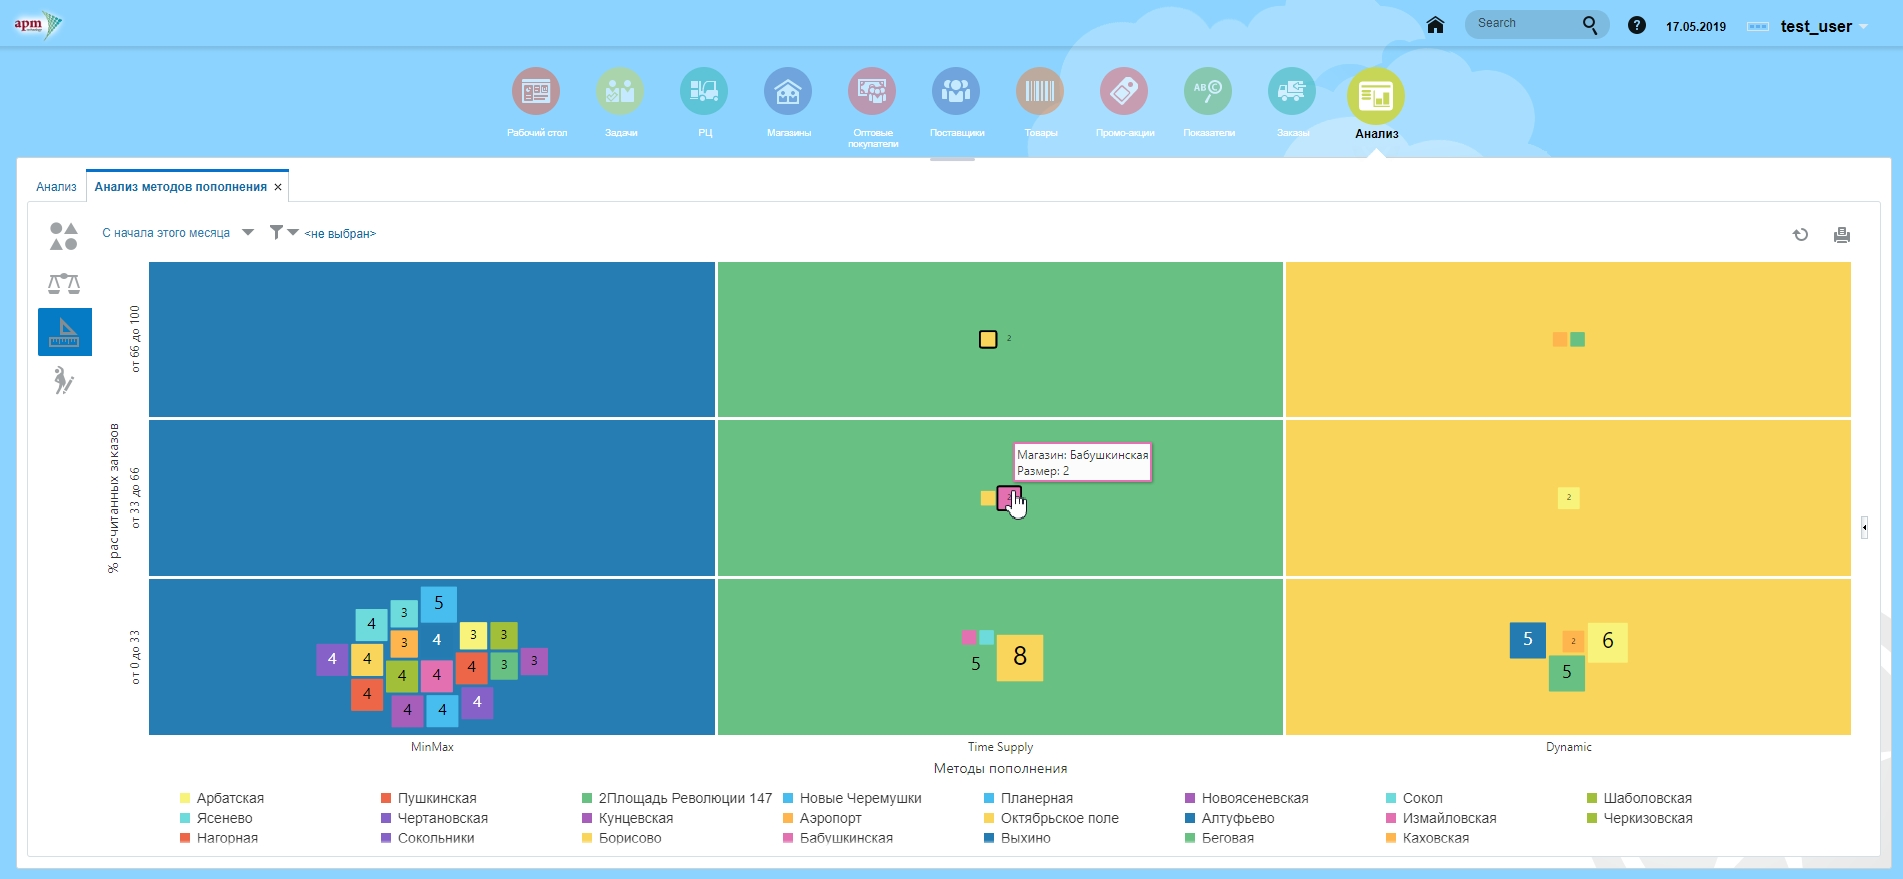 apm
Search
17.05.2019
test_user
Рабочий стол
Задачи
РЦ
Магазины
Оптовые покупатели
Поставщики
Товары
Промо-акции
АВС
Показатели
Заказы
Анализ
Анализ
Анализ методов пополнения ×
С начала этого месяца
<не выбран>
% расчитанных заказов
от 66 до 100
2
от 33 до 66
Магазин: Бабушкинская
Размер: 2
2
2
от 0 до 33
5
3
4
3
4
3
3
4
4
4
4
4
3
3
4
4
4
4
5
8
5
2
6
5
MinMax
Time Supply
Dynamic
Методы пополнения
Арбатская
Пушкинская
2Площадь Революции 147
Новые Черемушки
Планерная
Новоясеневская
Сокол
Шаболовская
Ясенево
Чертановская
Кунцевская
Аэропорт
Октябрьское поле
Алтуфьево
Измайловская
Черкизовская
Нагорная
Сокольники
Борисово
Бабушкинская
Выхино
Беговая
Каховская